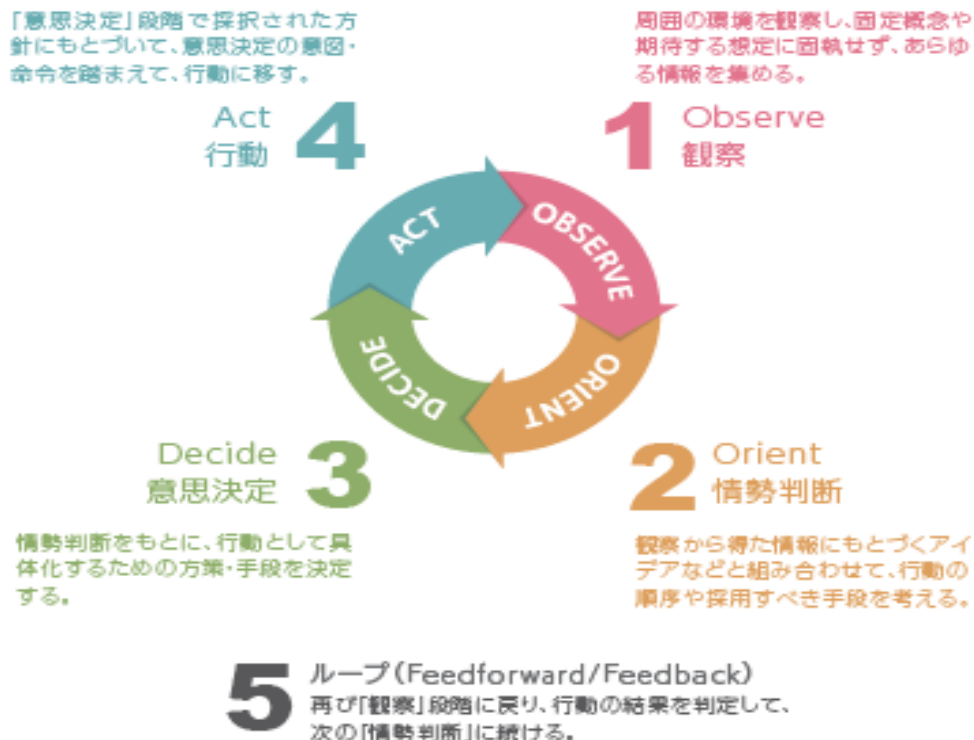 周囲の環境を観察し、固定概念や
期待する想定に固執せず、あらゆ
る情報を集める。
1
Observe
観察
OBSERVE
2
Orient
情勢判断
観察から得た情報にもとづくアイ
デアなどと組み合わせて、行動の
順序や採用すべき手段を考える。
ORIENT
3
Decide
意思決定
情勢判断をもとに、行動として具
体化するための方策・手段を決定
する。
DECIDE
「意思決定」段階で採択された方
針にもとづいて、意思決定の意図・
命令を踏まえて、行動に移す。
4
Act
行動
ACT
5
ループ(Feedforward/Feedback)
再び「観察」段階に戻り、行動の結果を判定して、
次の「情勢判断」に続ける。